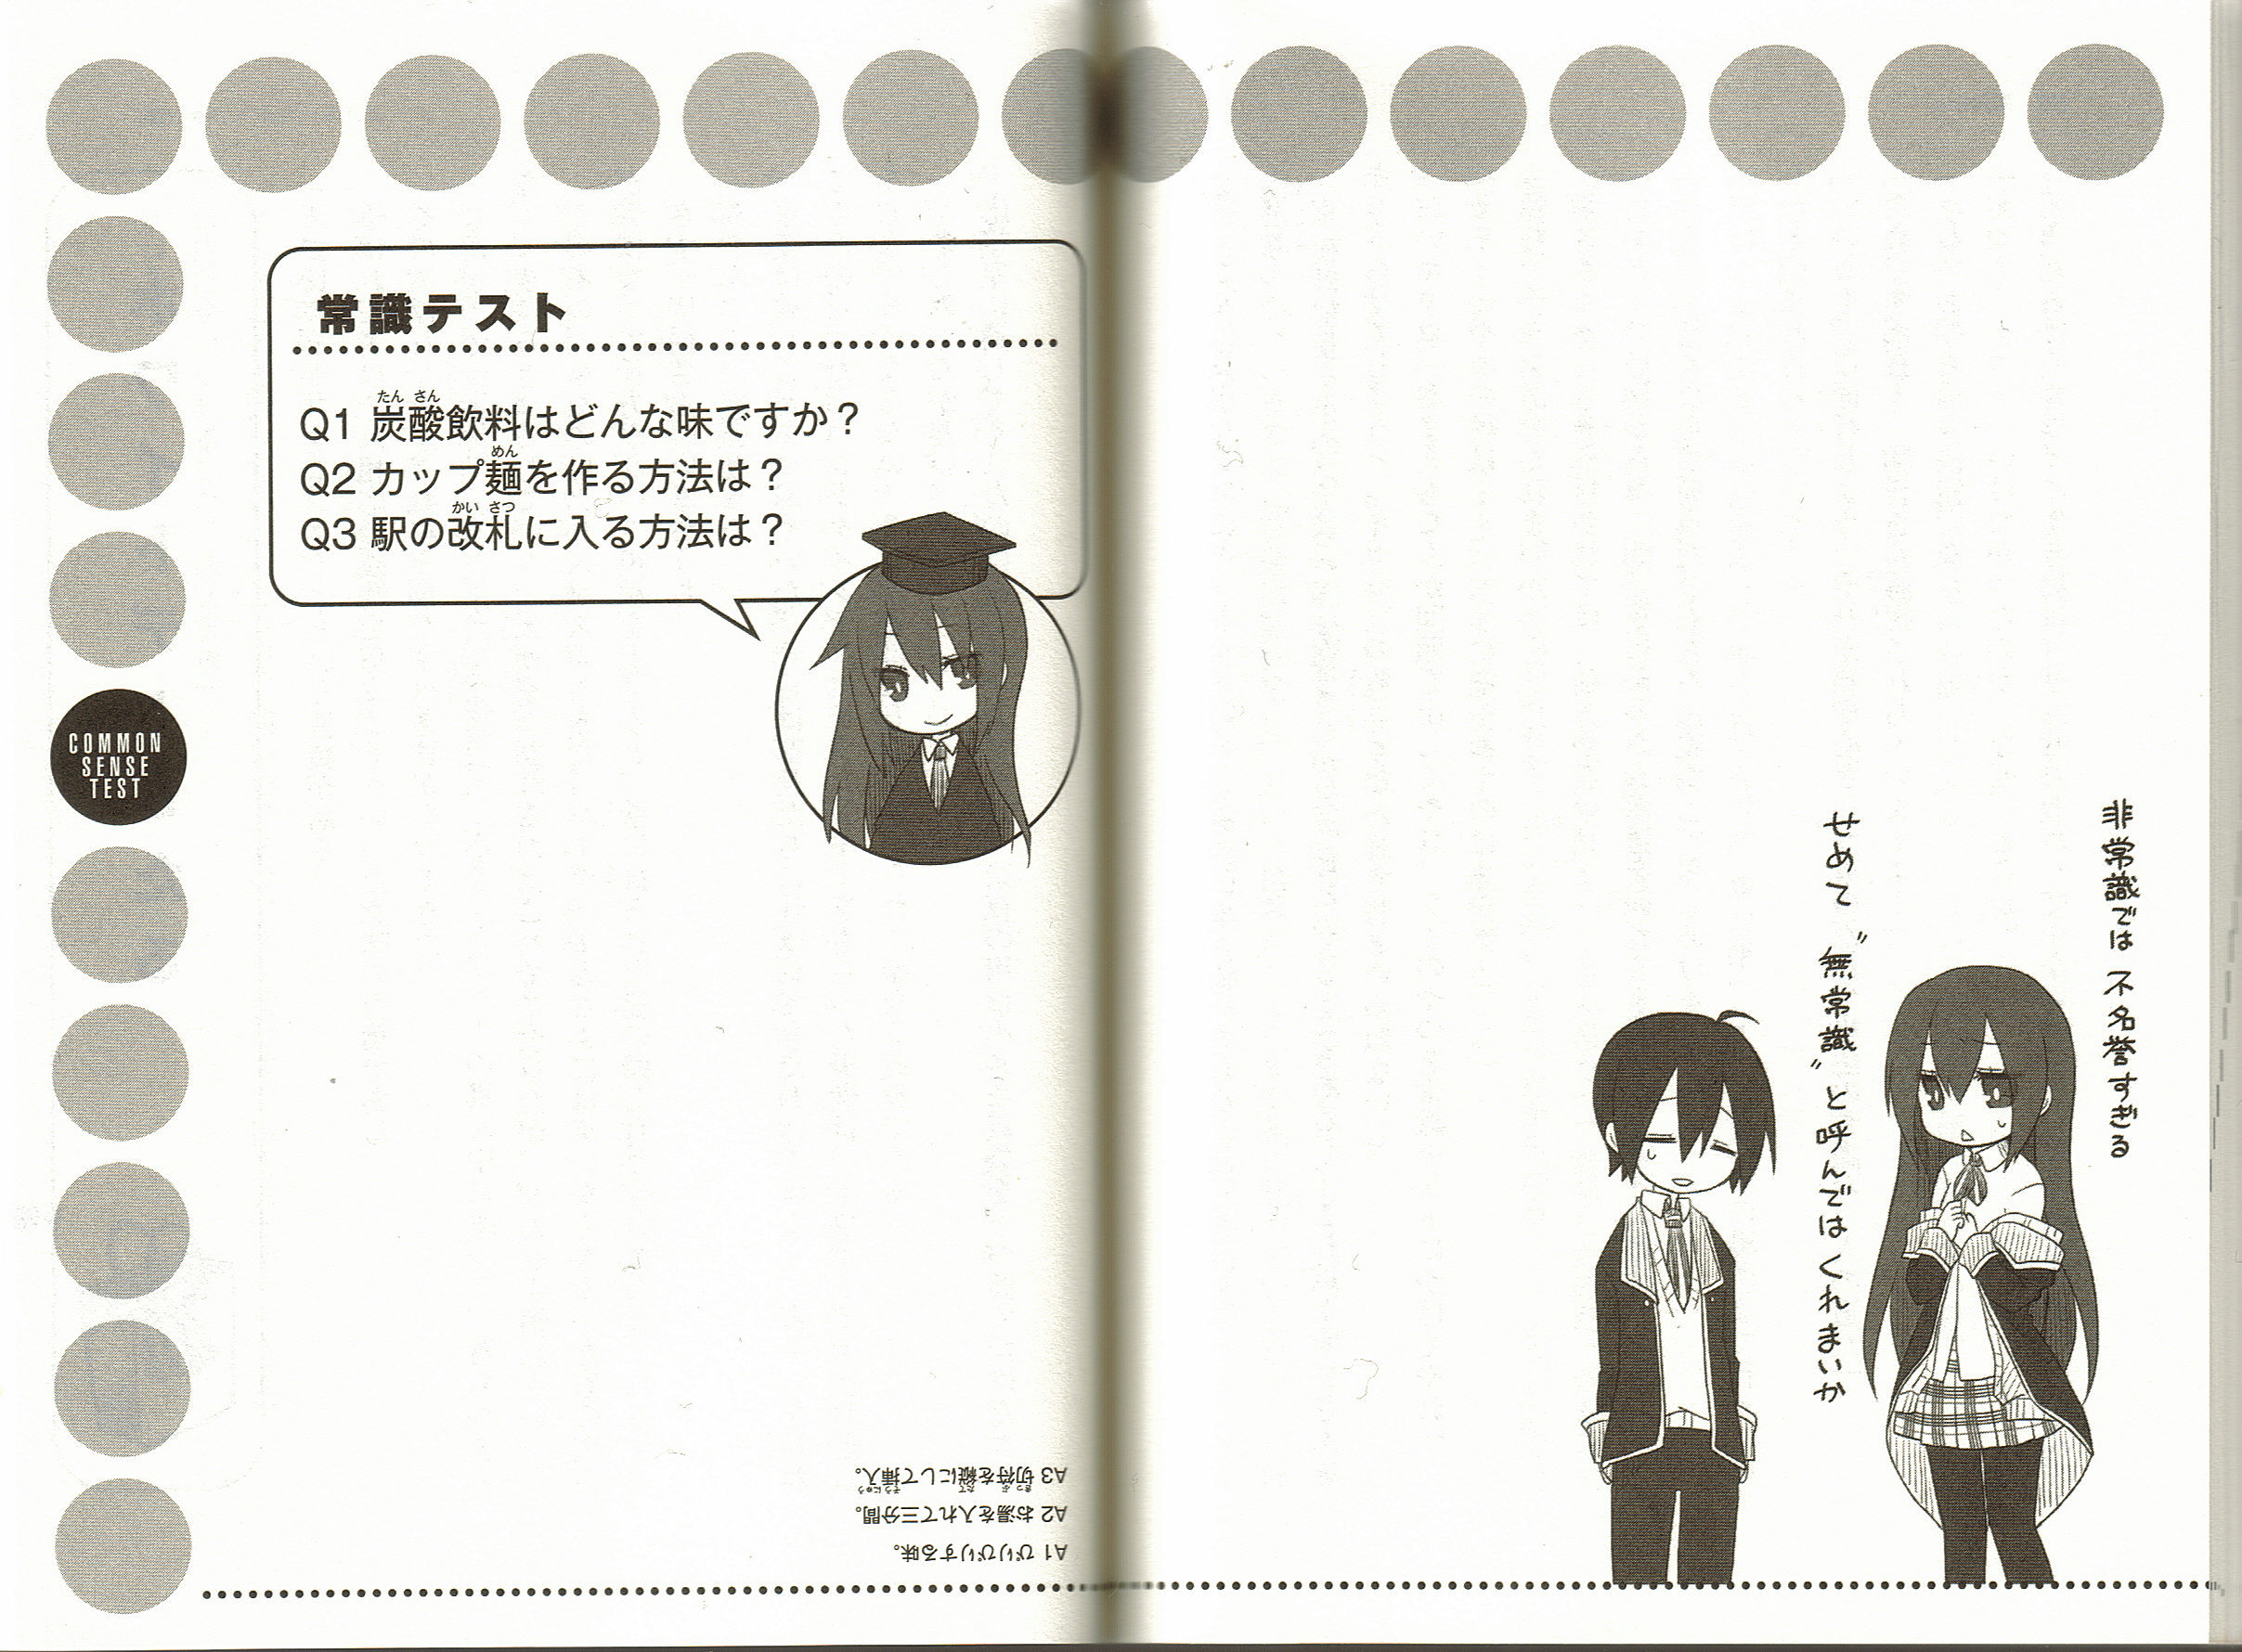 常識テスト
Q1 炭酸飲料はどんな味ですか？
Q2 カップ麺を作る方法は？
Q3 駅の改札に入る方法は？
COMMON
SENSE
TEST
A1 ぴりぴりする味。
A2 お湯を入れて三分間。
A3 切符を縦にして挿入。
非常識では 不名誉すぎる
せめて〝無常識〟と呼んではくれまいか